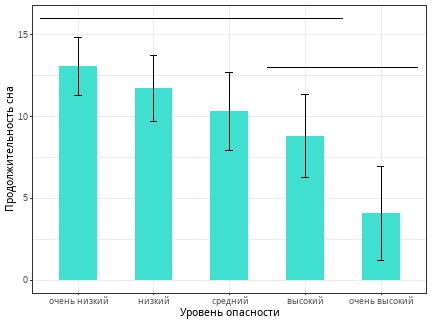 Продолжительность сна
15
10
5
0
очень низкий
низкий
средний
высокий
очень высокий
Уровень опасности